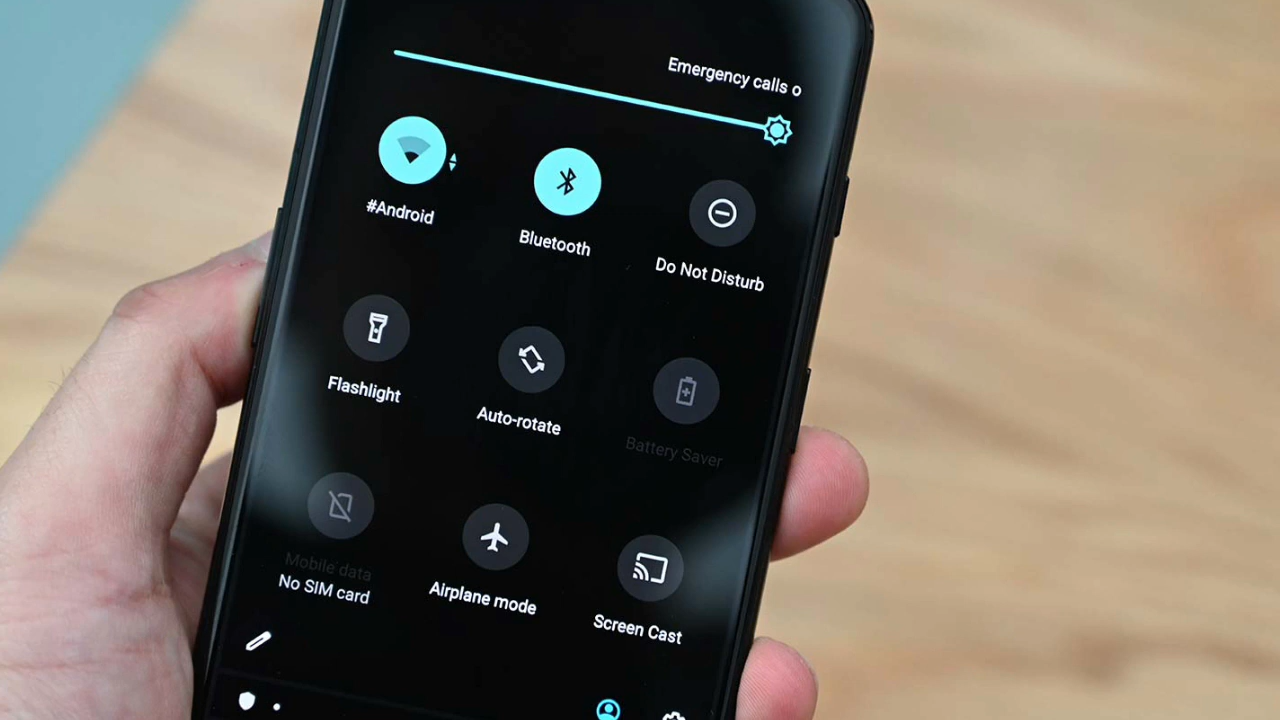 Emergency calls o
#Android
Bluetooth
Do Not Disturb
Flashlight
Auto-rotate
Battery Saver
Mobile data
No SIM card
Airplane mode
Screen Cast